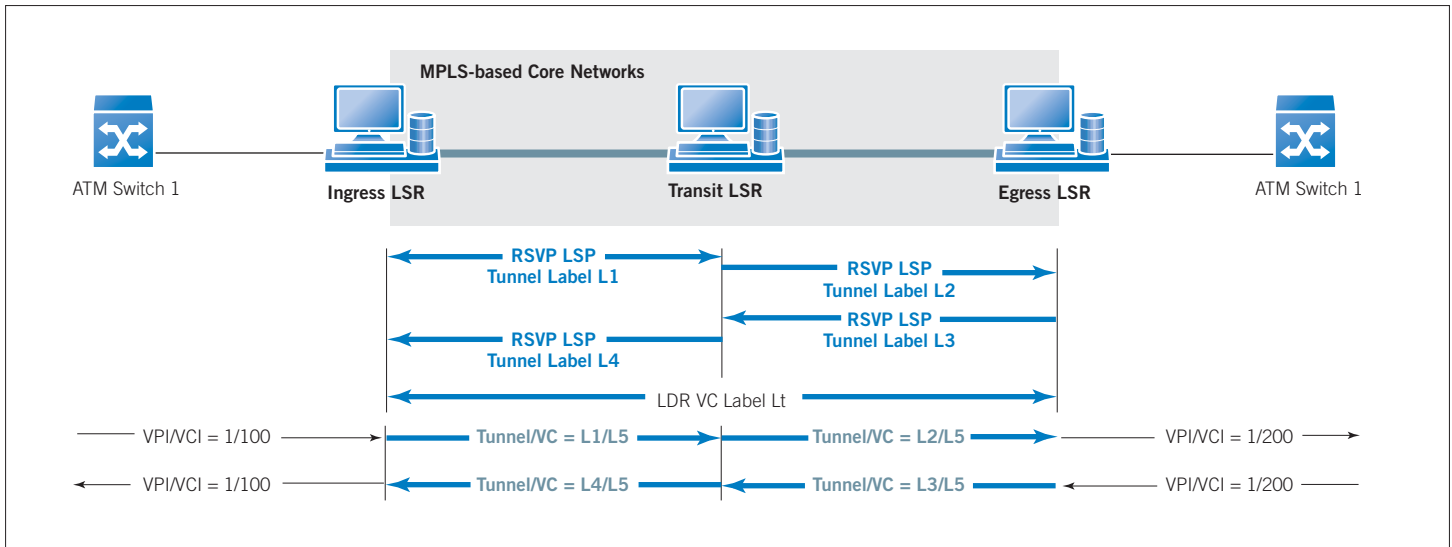 MPLS-based Core Networks
ATM Switch 1
Ingress LSR
Transit LSR
Egress LSR
ATM Switch 1
RSVP LSP
Tunnel Label L1
RSVP LSP
Tunnel Label L2
RSVP LSP
Tunnel Label L3
RSVP LSP
Tunnel Label L4
LDR VC Label Lt
VPI/VCI = 1/100
Tunnel/VC = L1/L5
Tunnel/VC = L2/L5
VPI/VCI = 1/200
VPI/VCI = 1/100
Tunnel/VC = L4/L5
Tunnel/VC = L3/L5
VPI/VCI = 1/200